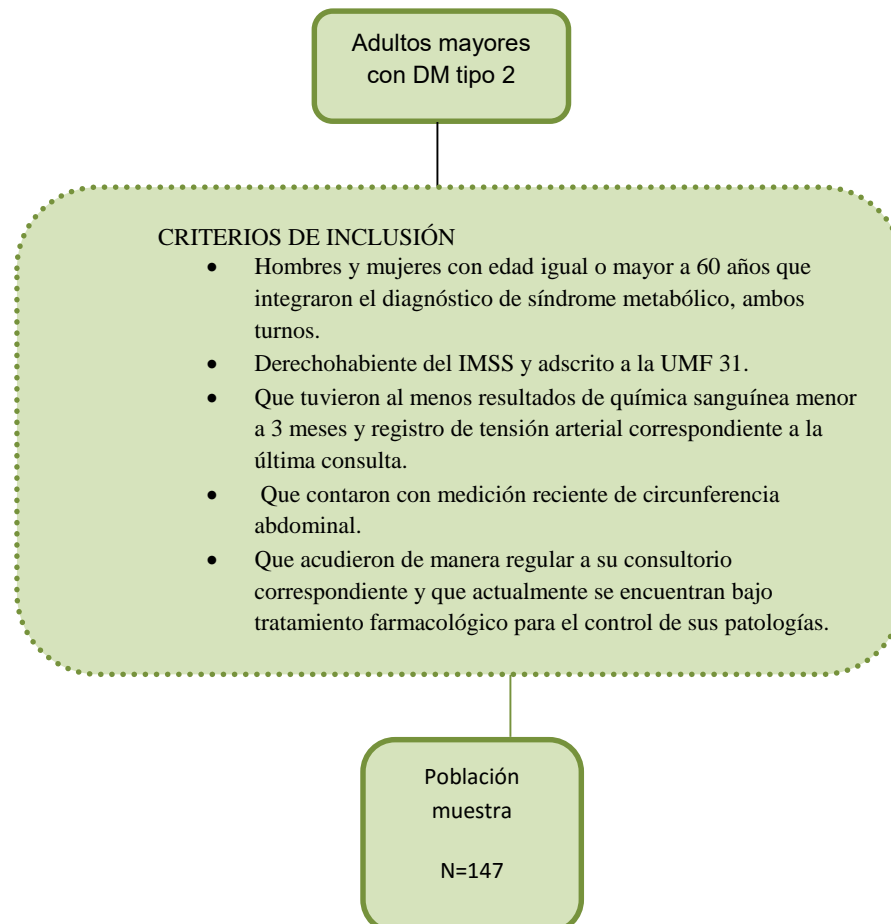 Adultos mayores
con DM tipo 2
CRITERIOS DE INCLUSIÓN
• Hombres y mujeres con edad igual o mayor a 60 años que
integraron el diagnóstico de síndrome metabólico, ambos
turnos.
• Derechohabiente del IMSS y adscrito a la UMF 31.
• Que tuvieron al menos resultados de química sanguínea menor
a 3 meses y registro de tensión arterial correspondiente a la
última consulta.
• Que contaron con medición reciente de circunferencia
abdominal.
• Que acudieron de manera regular a su consultorio
correspondiente y que actualmente se encuentran bajo
tratamiento farmacológico para el control de sus patologías.
Población
muestra
N=147